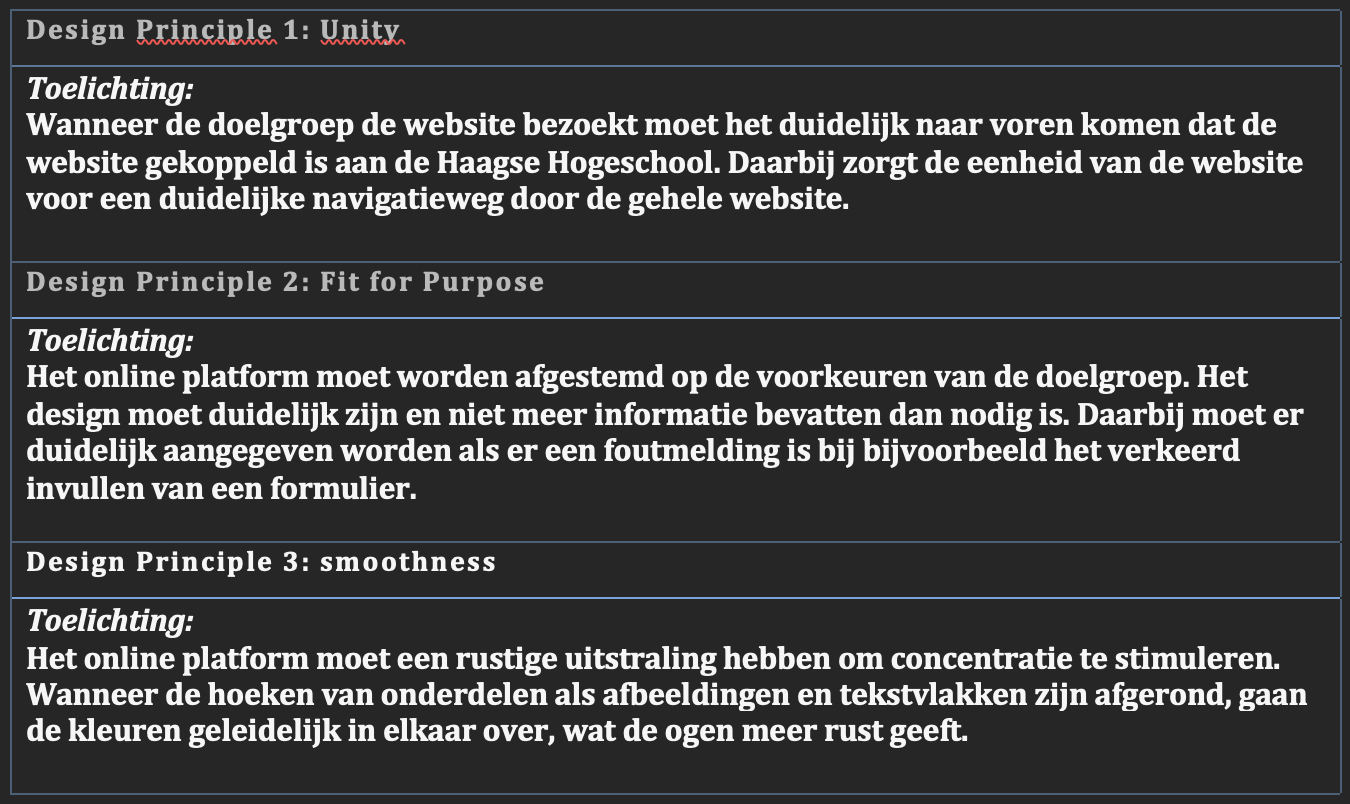 Design Principle 1: Unity
Toelichting:
Wanneer de doelgroep de website bezoekt moet het duidelijk naar voren komen dat de
website gekoppeld is aan de Haagse Hogeschool. Daarbij zorgt de eenheid van de website
voor een duidelijke navigatieweg door de gehele website.
Design Principle 2: Fit for Purpose
Toelichting:
Het online platform moet worden afgestemd op de voorkeuren van de doelgroep. Het
design moet duidelijk zijn en niet meer informatie bevatten dan nodig is. Daarbij moet er
duidelijk aangegeven worden als er een foutmelding is bij bijvoorbeeld het verkeerd
invullen van een formulier.
Design Principle 3: smoothness
Toelichting:
Het online platform moet een rustige uitstraling hebben om concentratie te stimuleren.
Wanneer de hoeken van onderdelen als afbeeldingen en tekstvlakken zijn afgerond, gaan
de kleuren geleidelijk in elkaar over, wat de ogen meer rust geeft.